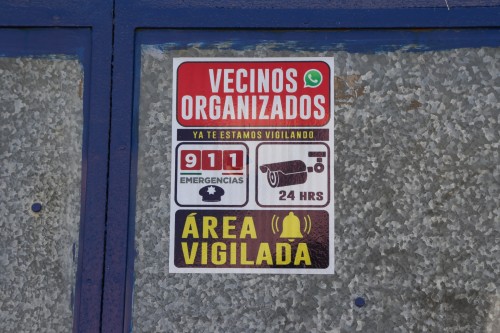 VECINOS
ORGANIZADOS
YA TE ESTAMOS VIGILANDO
911
EMERGENCIAS
24 HRS
ÁREA
VIGILADA